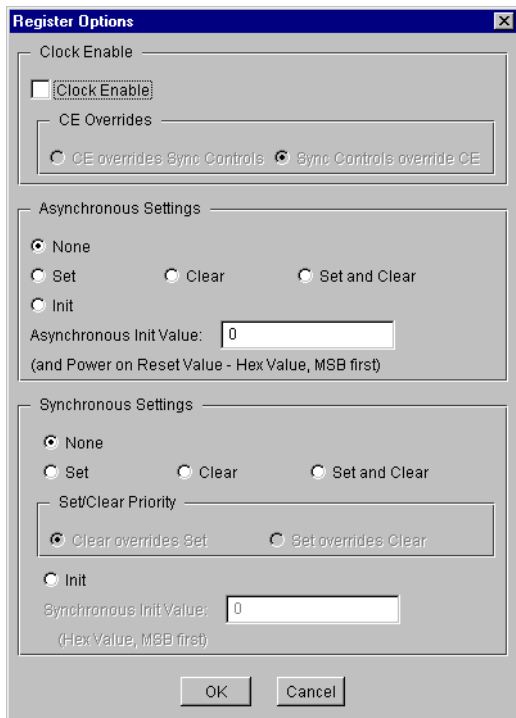 Register Options
Clock Enable
Clock Enable
CE Overrides
CE overrides Sync Controls Sync Controls override CE
Asynchronous Settings
None
Set Clear Set and Clear
Init
Asynchronous Init Value: 0
(and Power on Reset Value - Hex Value, MSB first)
Synchronous Settings
None
Set Clear Set and Clear
Set/Clear Priority
Clear overrides Set Set overrides Clear
Init
Synchronous Init Value: 0
(Hex Value, MSB first)
OK Cancel